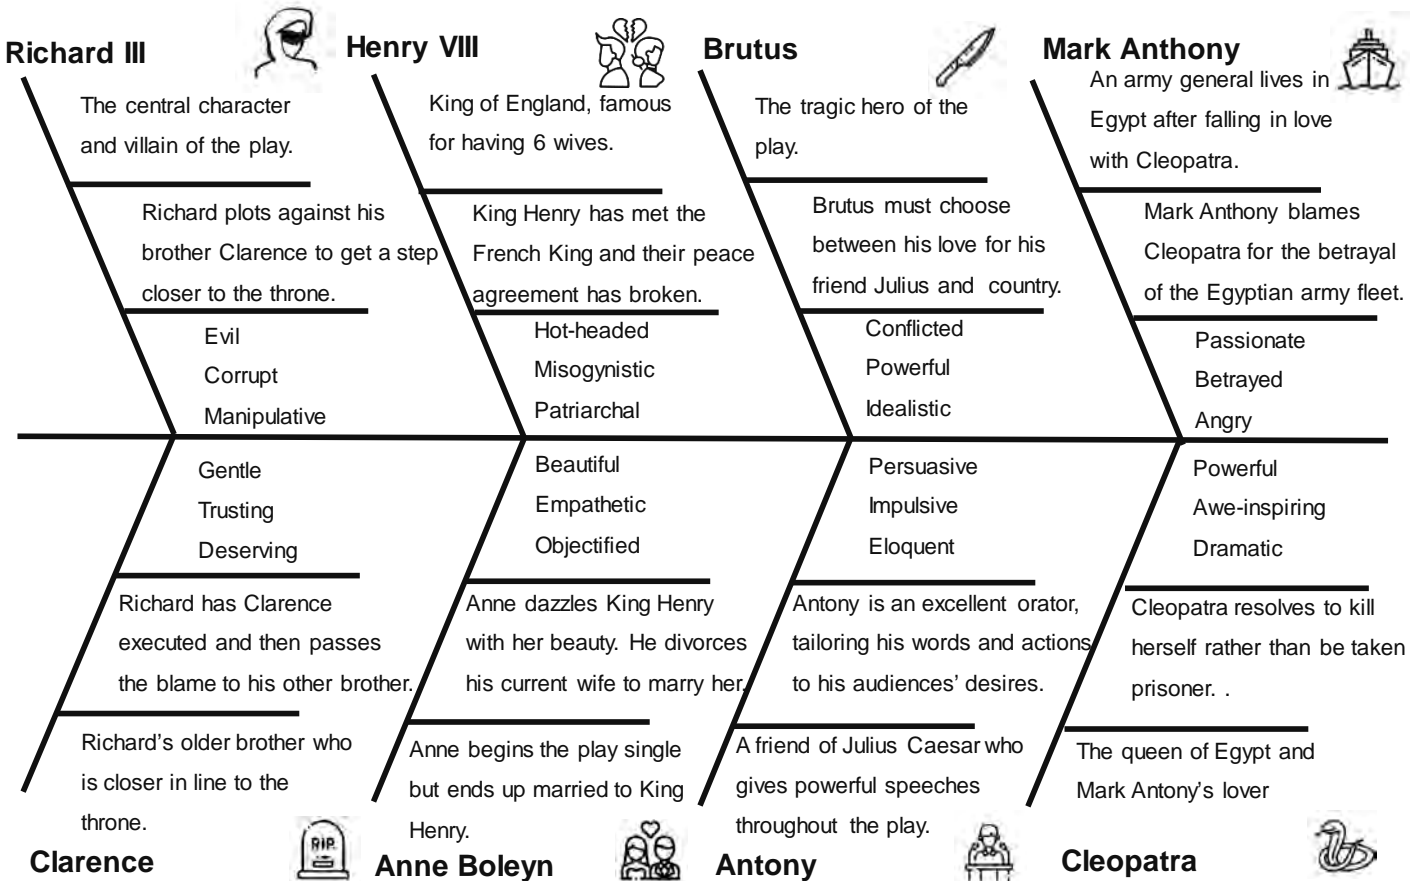 Richard III
The central character
and villain of the play.
Richard plots against his
brother Clarence to get a step
closer to the throne.
Evil
Corrupt
Manipulative
Henry VIII
King of England, famous
for having 6 wives.
King Henry has met the
French King and their peace
agreement has broken.
Hot-headed
Misogynistic
Patriarchal
Brutus
The tragic hero of the
play.
Brutus must choose
between his love for his
friend Julius and country.
Conflicted
Powerful
Idealistic
Mark Anthony
An army general lives in
Egypt after falling in love
with Cleopatra.
Mark Anthony blames
Cleopatra for the betrayal
of the Egyptian army fleet.
Passionate
Betrayed
Angry
Gentle
Trusting
Deserving
Richard has Clarence
executed and then passes
the blame to his other brother.
Richard’s older brother who
is closer in line to the
throne.
Clarence
RIP
Beautiful
Empathetic
Objectified
Anne dazzles King Henry
with her beauty. He divorces
his current wife to marry her.
Anne begins the play single
but ends up married to King
Henry.
Anne Boleyn
Persuasive
Impulsive
Eloquent
Antony is an excellent orator,
tailoring his words and actions
to his audiences’ desires.
A friend of Julius Caesar who
gives powerful speeches
throughout the play.
Antony
Powerful
Awe-inspiring
Dramatic
Cleopatra resolves to kill
herself rather than be taken
prisoner. .
The queen of Egypt and
Mark Antony’s lover
Cleopatra